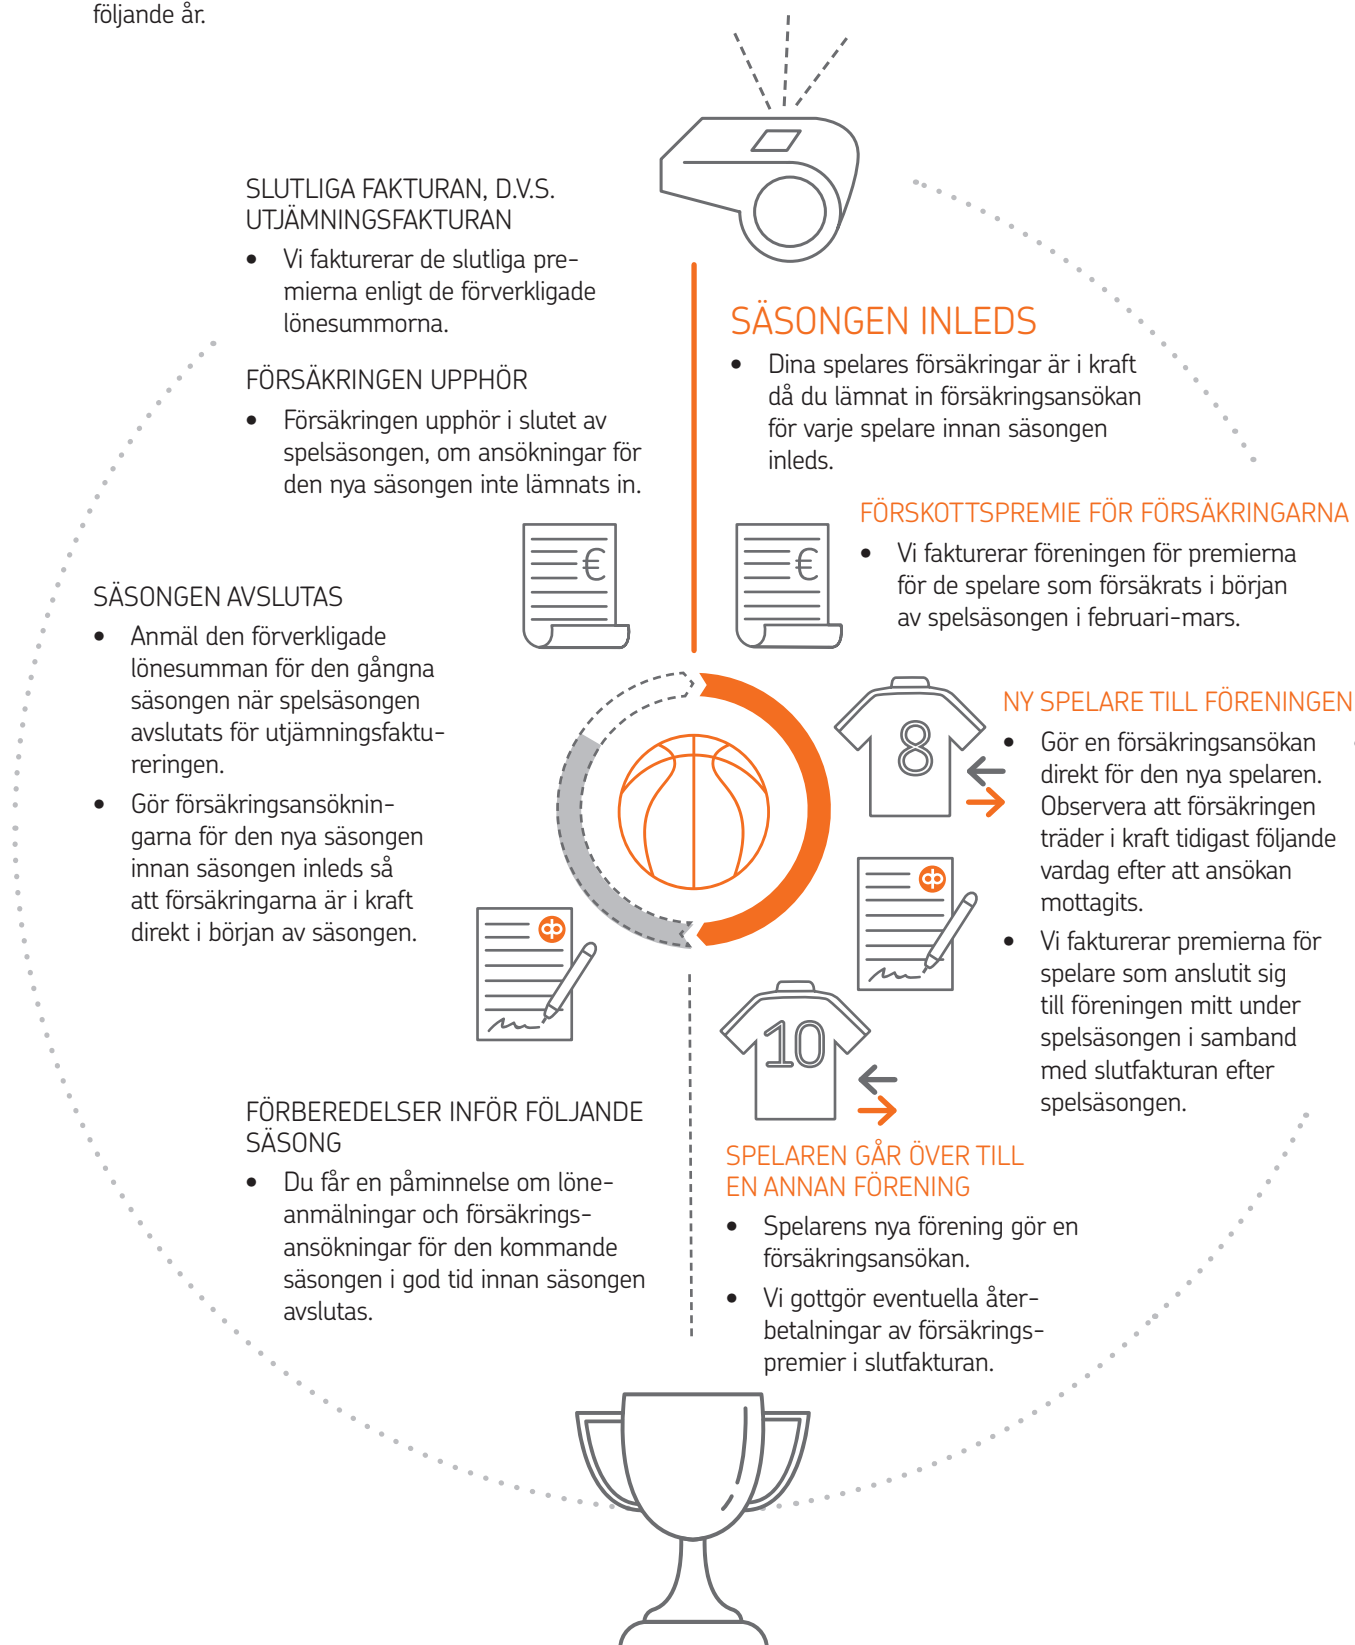 följande år.
SLUTLIGA FAKTURAN, D.V.S.
UTJÄMNINGSFAKTURAN
• Vi fakturerar de slutliga pre-
mierna enligt de förverkligade
lönesummorna.
FÖRSÄKRINGEN UPPHÖR
• Försäkringen upphör i slutet av
spelsäsongen, om ansökningar för
den nya säsongen inte lämnats in.
SÄSONGEN INLEDS
• Dina spelares försäkringar är i kraft
då du lämnat in försäkringsansökan
för varje spelare innan säsongen
inleds.
FÖRSKOTTSPREMIE FÖR FÖRSÄKRINGARNA
• Vi fakturerar föreningen för premierna
för de spelare som försäkrats i början
av spelsäsongen i februari-mars.
€
€
SÄSONGEN AVSLUTAS
• Anmäl den förverkligade
lönesumman för den gångna
säsongen när spelsäsongen
avslutats för utjämningsfaktu-
reringen.
• Gör försäkringsansöknin-
garna för den nya säsongen
innan säsongen inleds så
att försäkringarna är i kraft
direkt i början av säsongen.
8
NY SPELARE TILL FÖRENINGEN
• Gör en försäkringsansökan
direkt för den nya spelaren.
Observera att försäkringen
träder i kraft tidigast följande
vardag efter att ansökan
mottagits.
• Vi fakturerar premierna för
spelare som anslutit sig
till föreningen mitt under
spelsäsongen i samband
med slutfakturan efter
spelsäsongen.
10
FÖRBEREDELSER INFÖR FÖLJANDE
SÄSONG
• Du får en påminnelse om löne-
anmälningar och försäkrings-
ansökningar för den kommande
säsongen i god tid innan säsongen
avslutas.
SPELAREN GÅR ÖVER TILL
EN ANNAN FÖRENING
• Spelarens nya förening gör en
försäkringsansökan.
• Vi gottgör eventuella åter-
betalningar av försäkrings-
premier i slutfakturan.